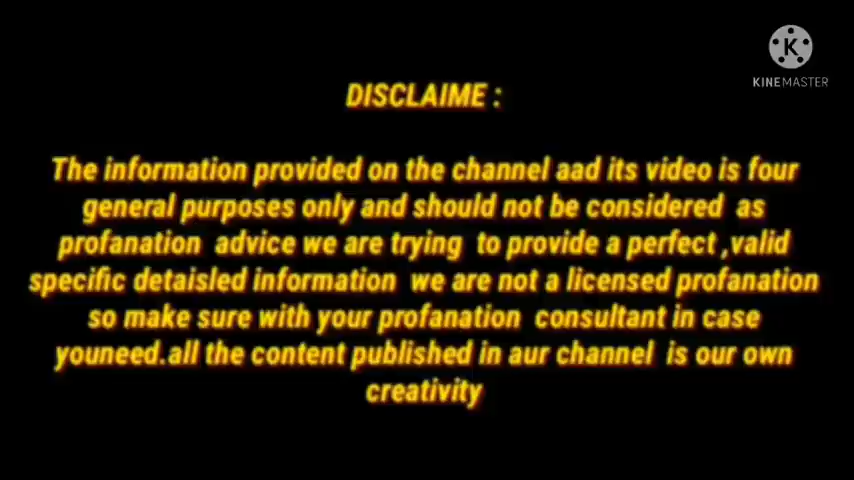 K
KINEMASTER
DISCLAIME :
The information provided on the channel aad its video is four
general purposes only and should not be considered as
profanation advice we are trying to provide a perfect ,valid
specific detaisled information we are not a licensed profanation
so make sure with your profanation consultant in case
youneed.all the content published in aur channel is our own
creativity